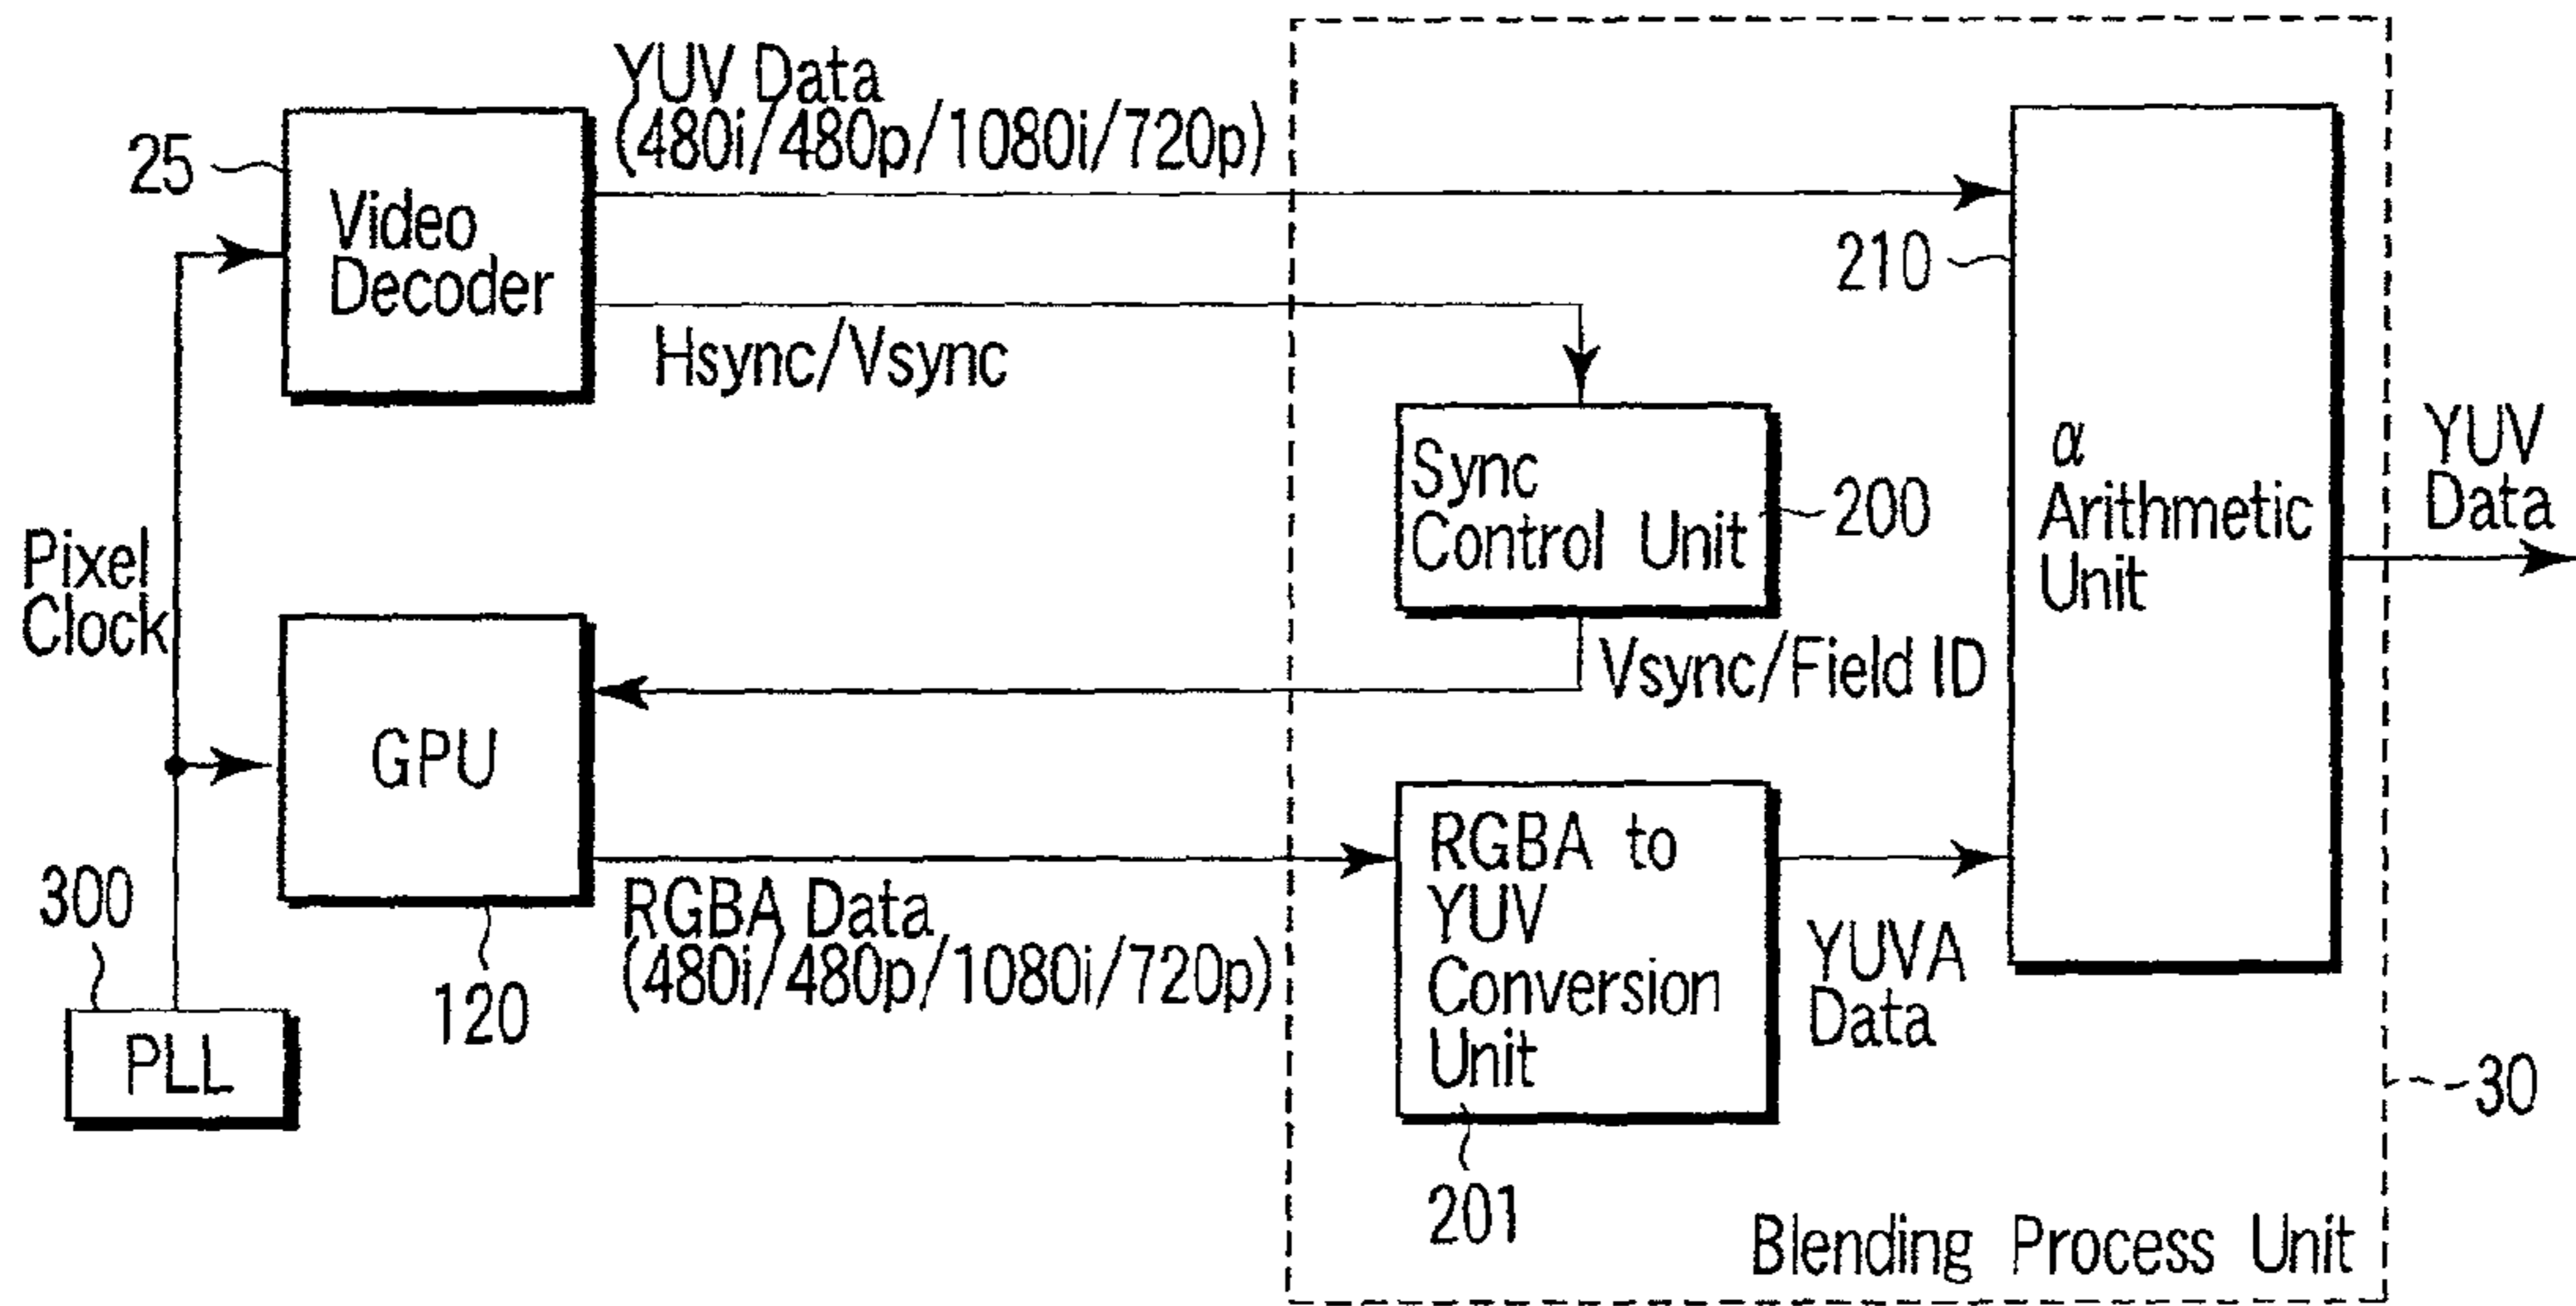 YUV Data
(480i/480p/1080i/720p)
25
Video
Decoder
210
Hsync/Vsync
α
Arithmetic
Unit
YUV
Data
Sync
Control Unit
200
Pixel
Clock
Vsync/Field ID
GPU
RGBA to
YUV
Conversion
Unit
300
RGBA Data
(480i/480p/1080i/720p)
YUVA
Data
120
PLL
30
201
Blending Process Unit